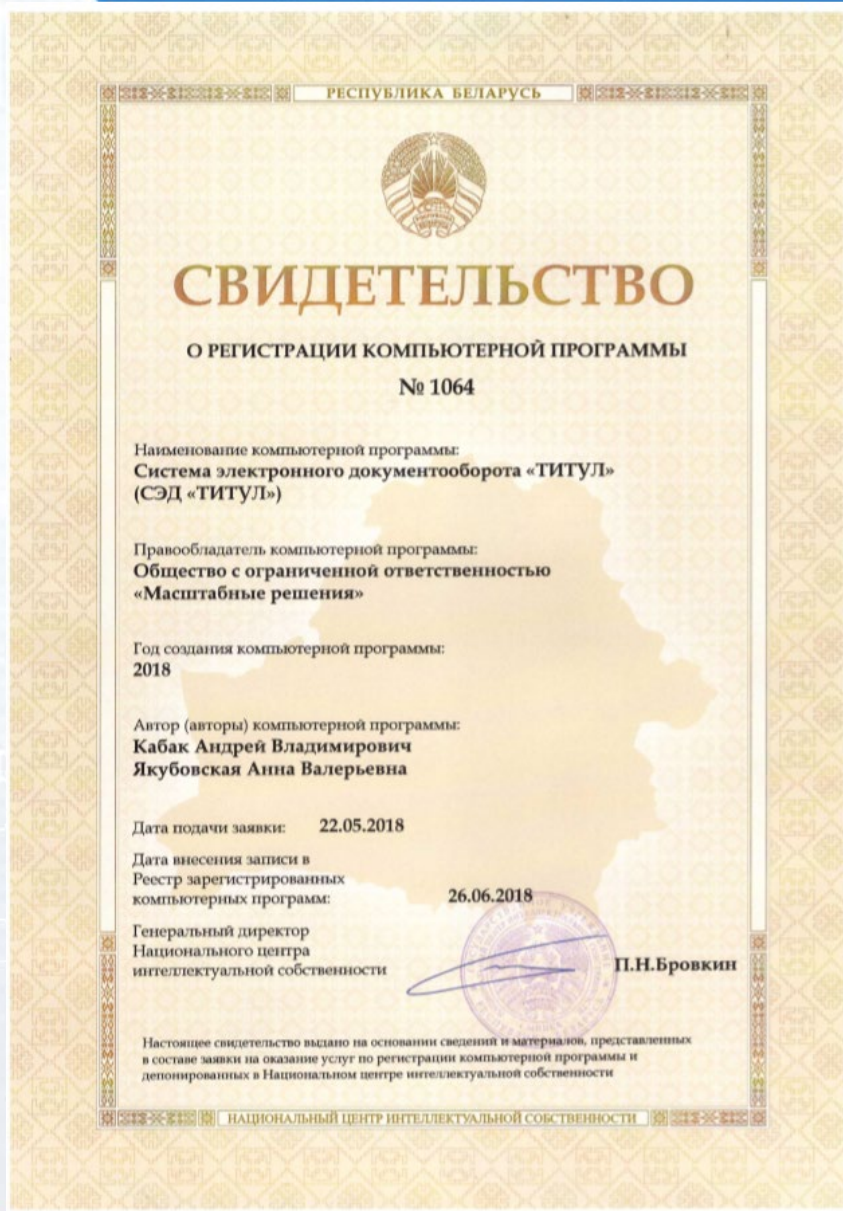 РЕСПУБЛИКА БЕЛАРУСЬ
СВИДЕТЕЛЬСТВО
О РЕГИСТРАЦИИ КОМПЬЮТЕРНОЙ ПРОГРАММЫ
№ 1064
Наименование компьютерной программы:
Система электронного документооборота «ТИТУЛ»
(СЭД «ТИТУЛ»)
Правообладатель компьютерной программы:
Общество с ограниченной ответственностью
«Масштабные решения»
Год создания компьютерной программы:
2018
Автор (авторы) компьютерной программы:
Кабак Андрей Владимирович
Якубовская Анна Валерьевна
Дата подачи заявки: 22.05.2018
Дата внесения записи в
Реестр зарегистрированных
компьютерных программ: 26.06.2018
Генеральный директор
Национального центра
интеллектуальной собственности П.Н.Бровкин
Настоящее свидетельство выдано на основании сведений и материалов, представленных
в составе заявки на оказание услуг по регистрации компьютерной программы и
депонированных в Национальном центре интеллектуальной собственности
НАЦИОНАЛЬНЫЙ ЦЕНТР ИНТЕЛЛЕКТУАЛЬНОЙ СОБСТВЕННОСТИ